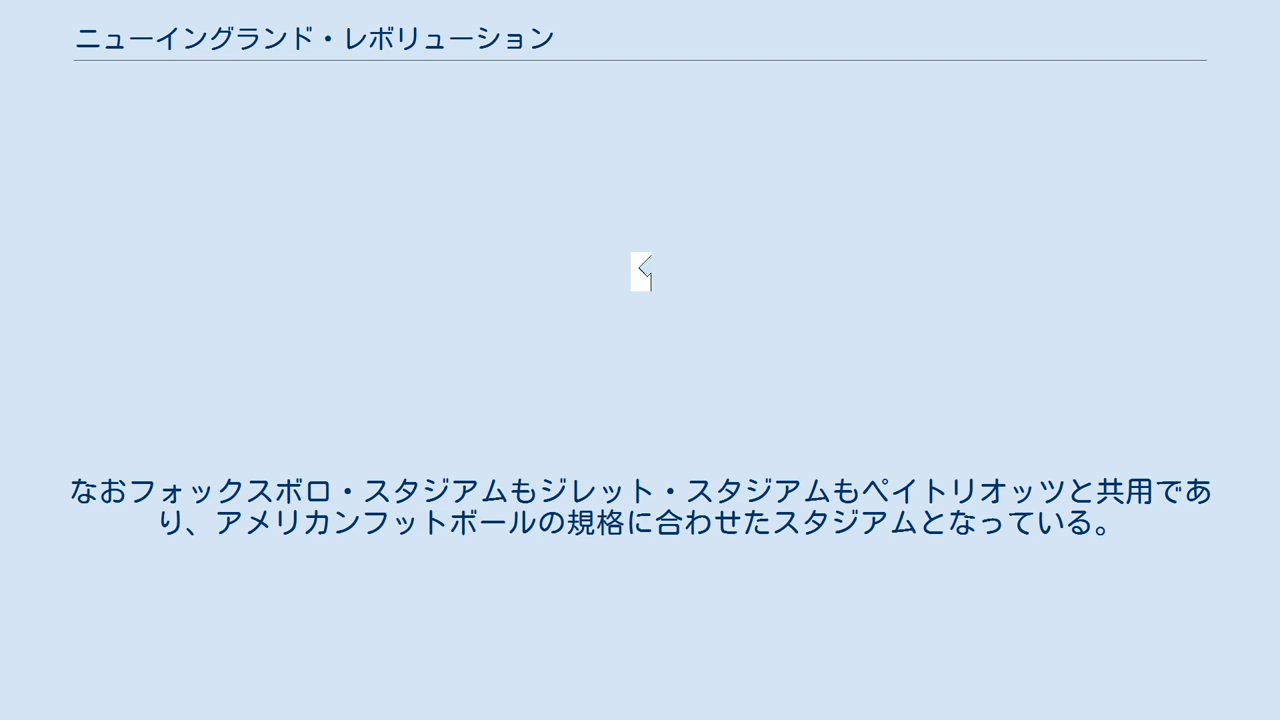 ニューイングランド・レボリューション
なおフォックスボロ・スタジアムもジレット・スタジアムもペイトリオッツと共用であ
り、アメリカンフットボールの規格に合わせたスタジアムとなっている。